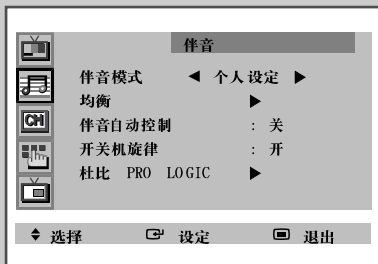 伴音
伴音模式 ◀ 个人设定 ▶
均衡 ▶
CH
伴音自动控制 : 关
开关机旋律 : 开
杜比 PRO LOGIC ▶
选择 设定 退出